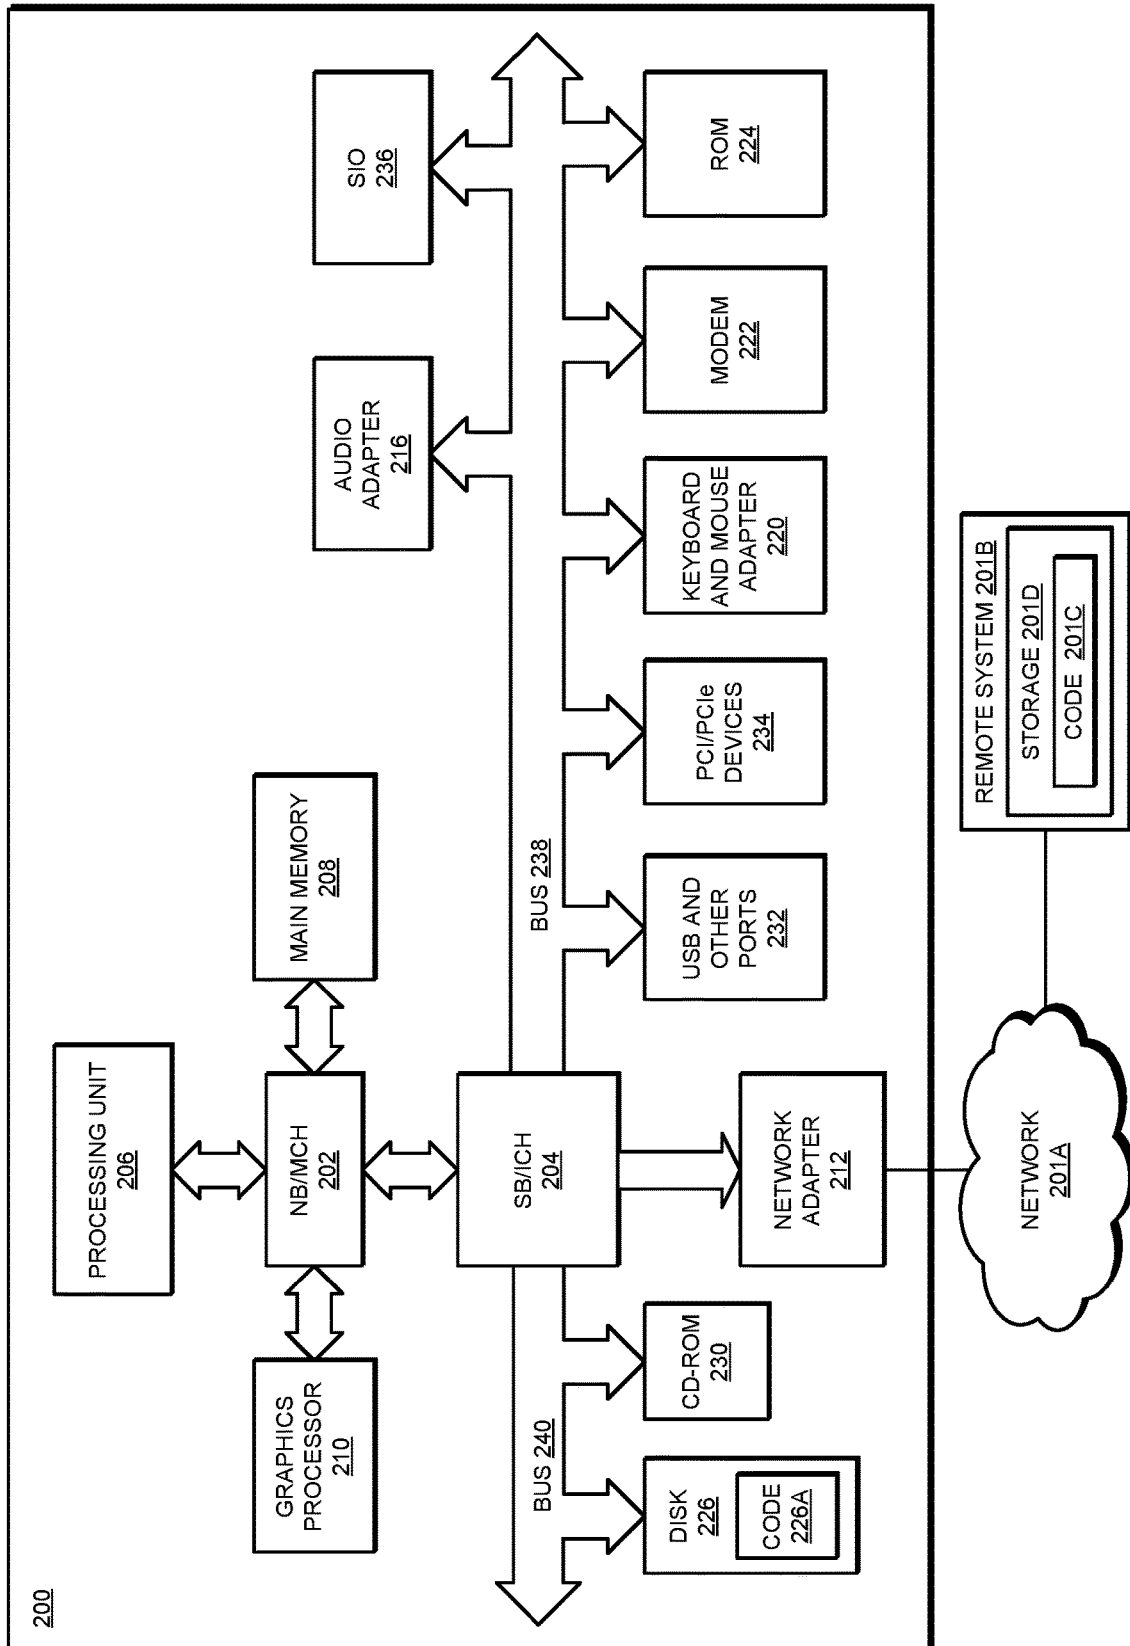 200
PROCESSING UNIT
206
GRAPHICS
PROCESSOR
210
NB/MCH
202
MAIN MEMORY
208
AUDIO
ADAPTER
216
SIO
236
BUS 240
SB/ICH
204
BUS 238
DISK
226
CODE
226A
CD-ROM
230
NETWORK
ADAPTER
212
USB AND
OTHER
PORTS
232
PCI/PCIe
DEVICES
234
KEYBOARD
AND MOUSE
ADAPTER
220
MODEM
222
ROM
224
NETWORK
201A
REMOTE SYSTEM 201B
STORAGE 201D
CODE 201C